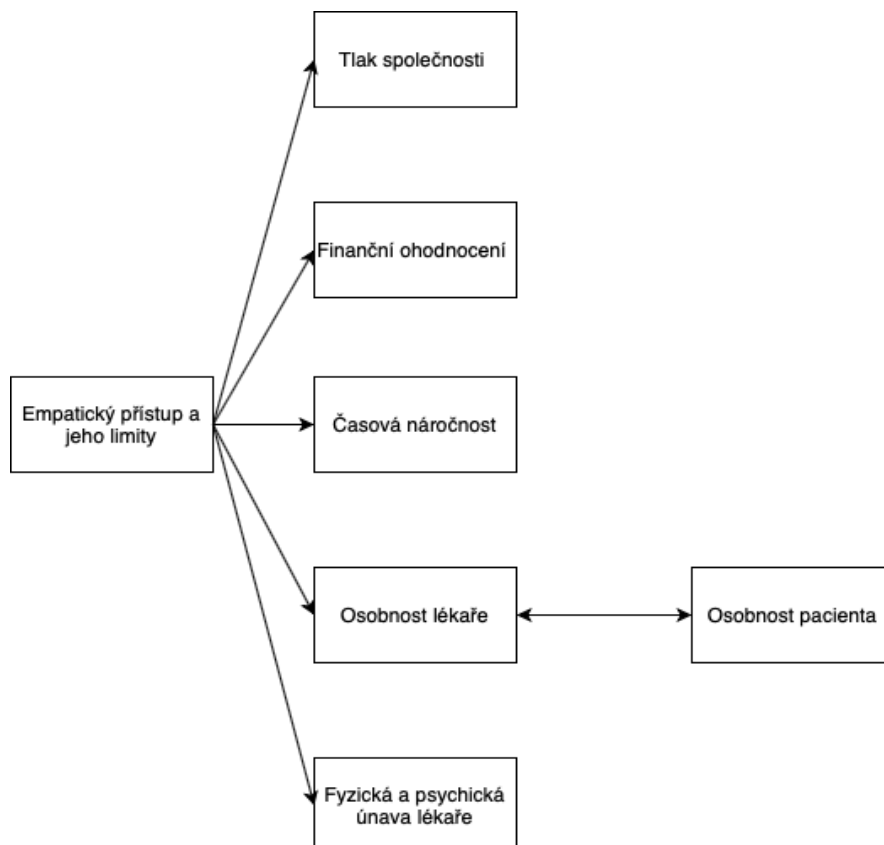 Tlak společnosti
Finanční ohodnocení
Empatický přístup a
jeho limity
Časová náročnost
Osobnost lékaře
Osobnost pacienta
Fyzická a psychická
únava lékaře